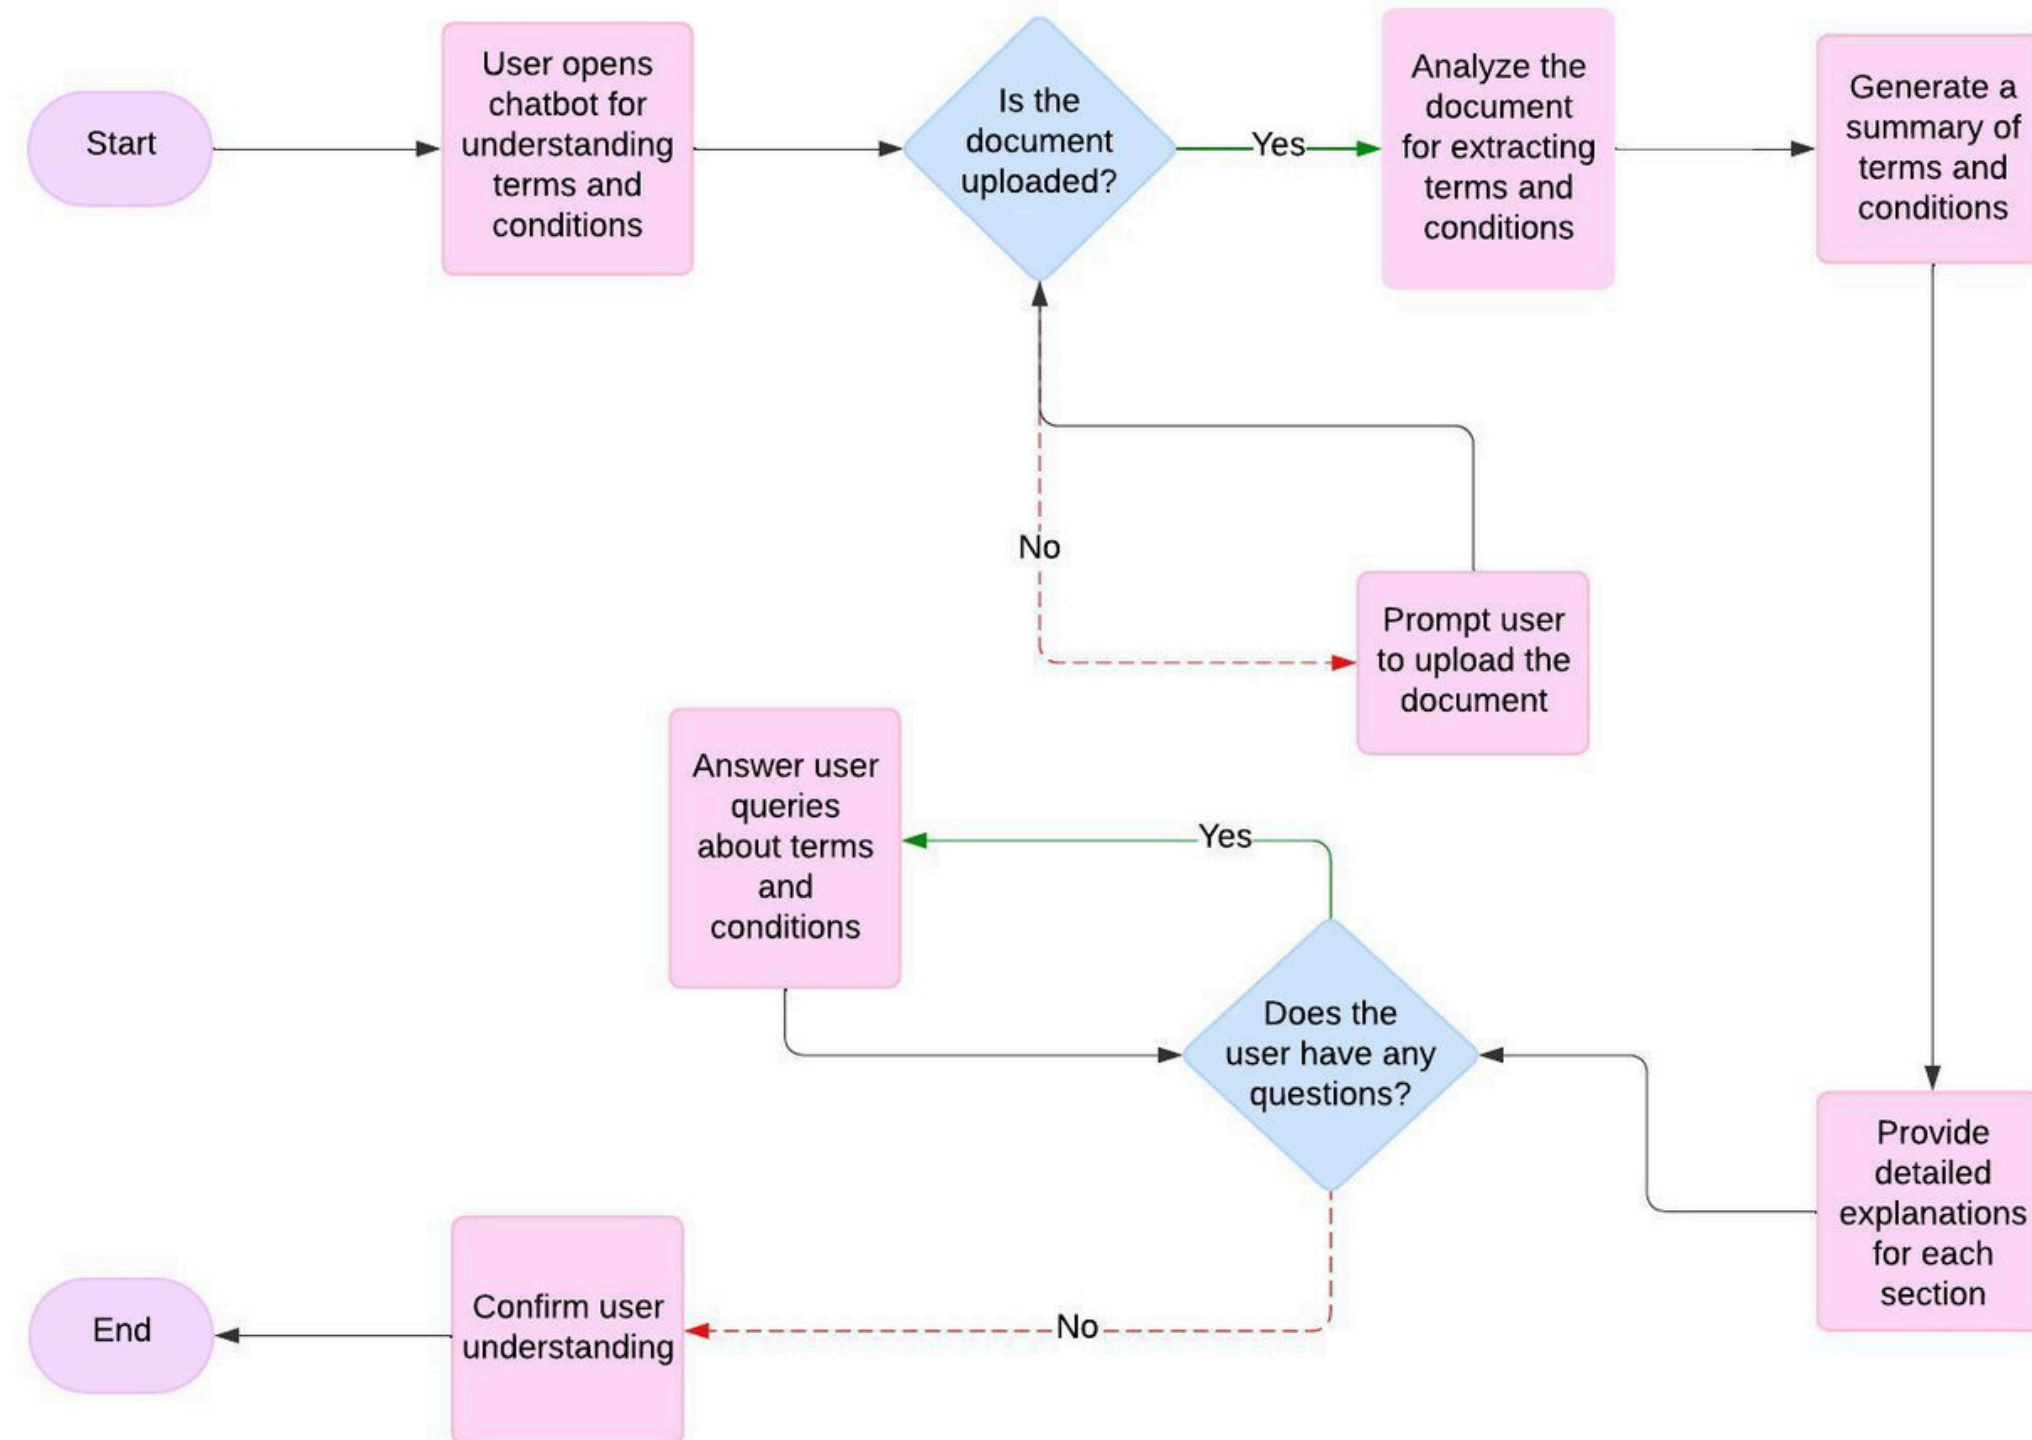 Start
User opens
chatbot for
understanding
terms and
conditions
Is the
document
uploaded?
Yes
Analyze the
document
for extracting
terms and
conditions
Generate a
summary of
terms and
conditions
No
Prompt user
to upload the
document
Answer user
queries
about terms
and
conditions
Yes
Does the
user have any
questions?
Provide
detailed
explanations
for each
section
No
Confirm user
understanding
End